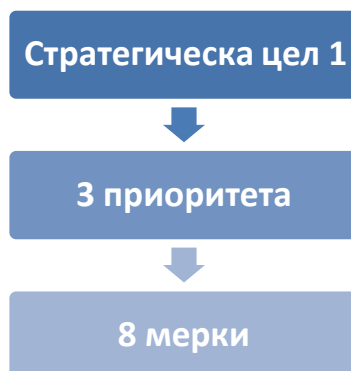 Стратегическа цел 1
3 приоритета
8 мерки